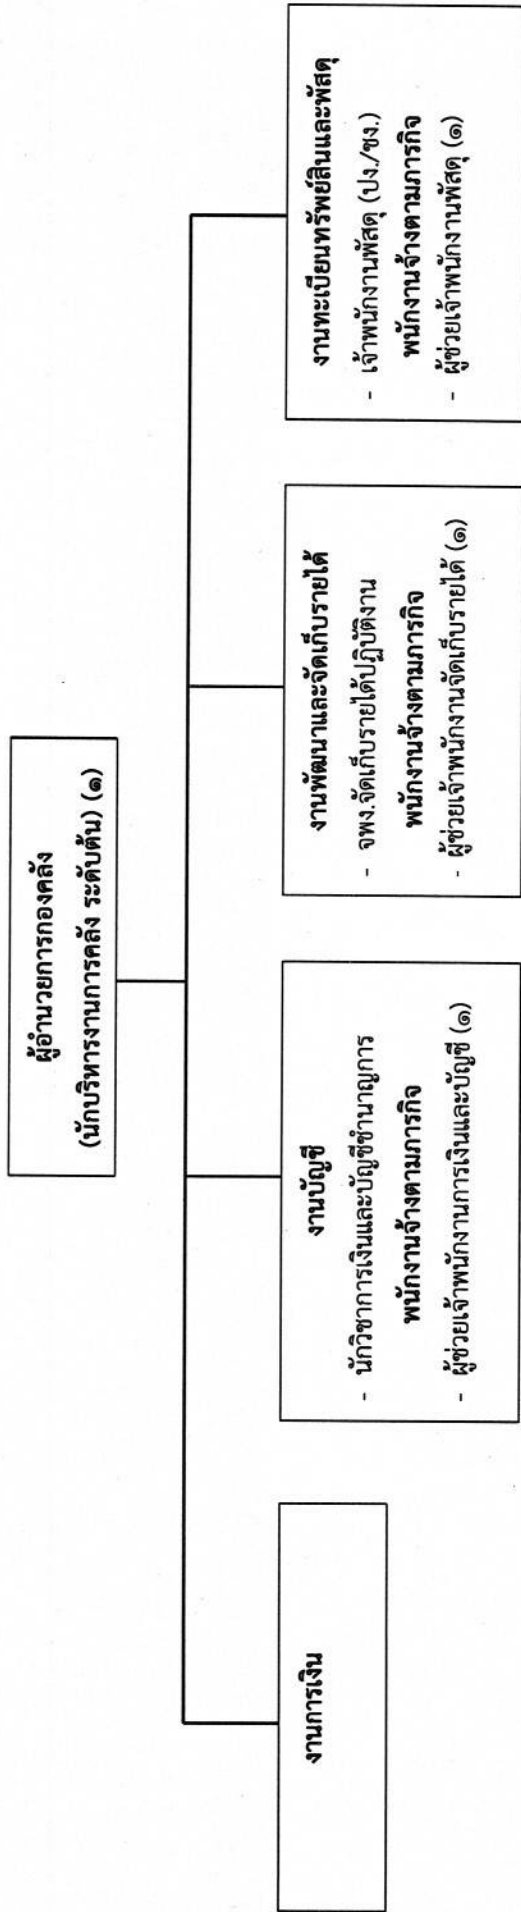 ผู้อำนวยการกองคลัง
(นักบริหารงานการคลัง ระดับต้น) (๑)
งานการเงิน
งานบัญชี
- นักวิชาการเงินและบัญชีชำนาญการ
พนักงานจ้างตามภารกิจ
- ผู้ช่วยเจ้าพนักงานการเงินและบัญชี (๑)
งานพัฒนาและจัดเก็บรายได้
- จพง.จัดเก็บรายได้ปฏิบัติงาน
พนักงานจ้างตามภารกิจ
- ผู้ช่วยเจ้าพนักงานจัดเก็บรายได้ (๑)
งานทะเบียนทรัพย์สินและพัสดุ
- เจ้าพนักงานพัสดุ (ปง./ชง.)
พนักงานจ้างตามภารกิจ
- ผู้ช่วยเจ้าพนักงานพัสดุ (๑)